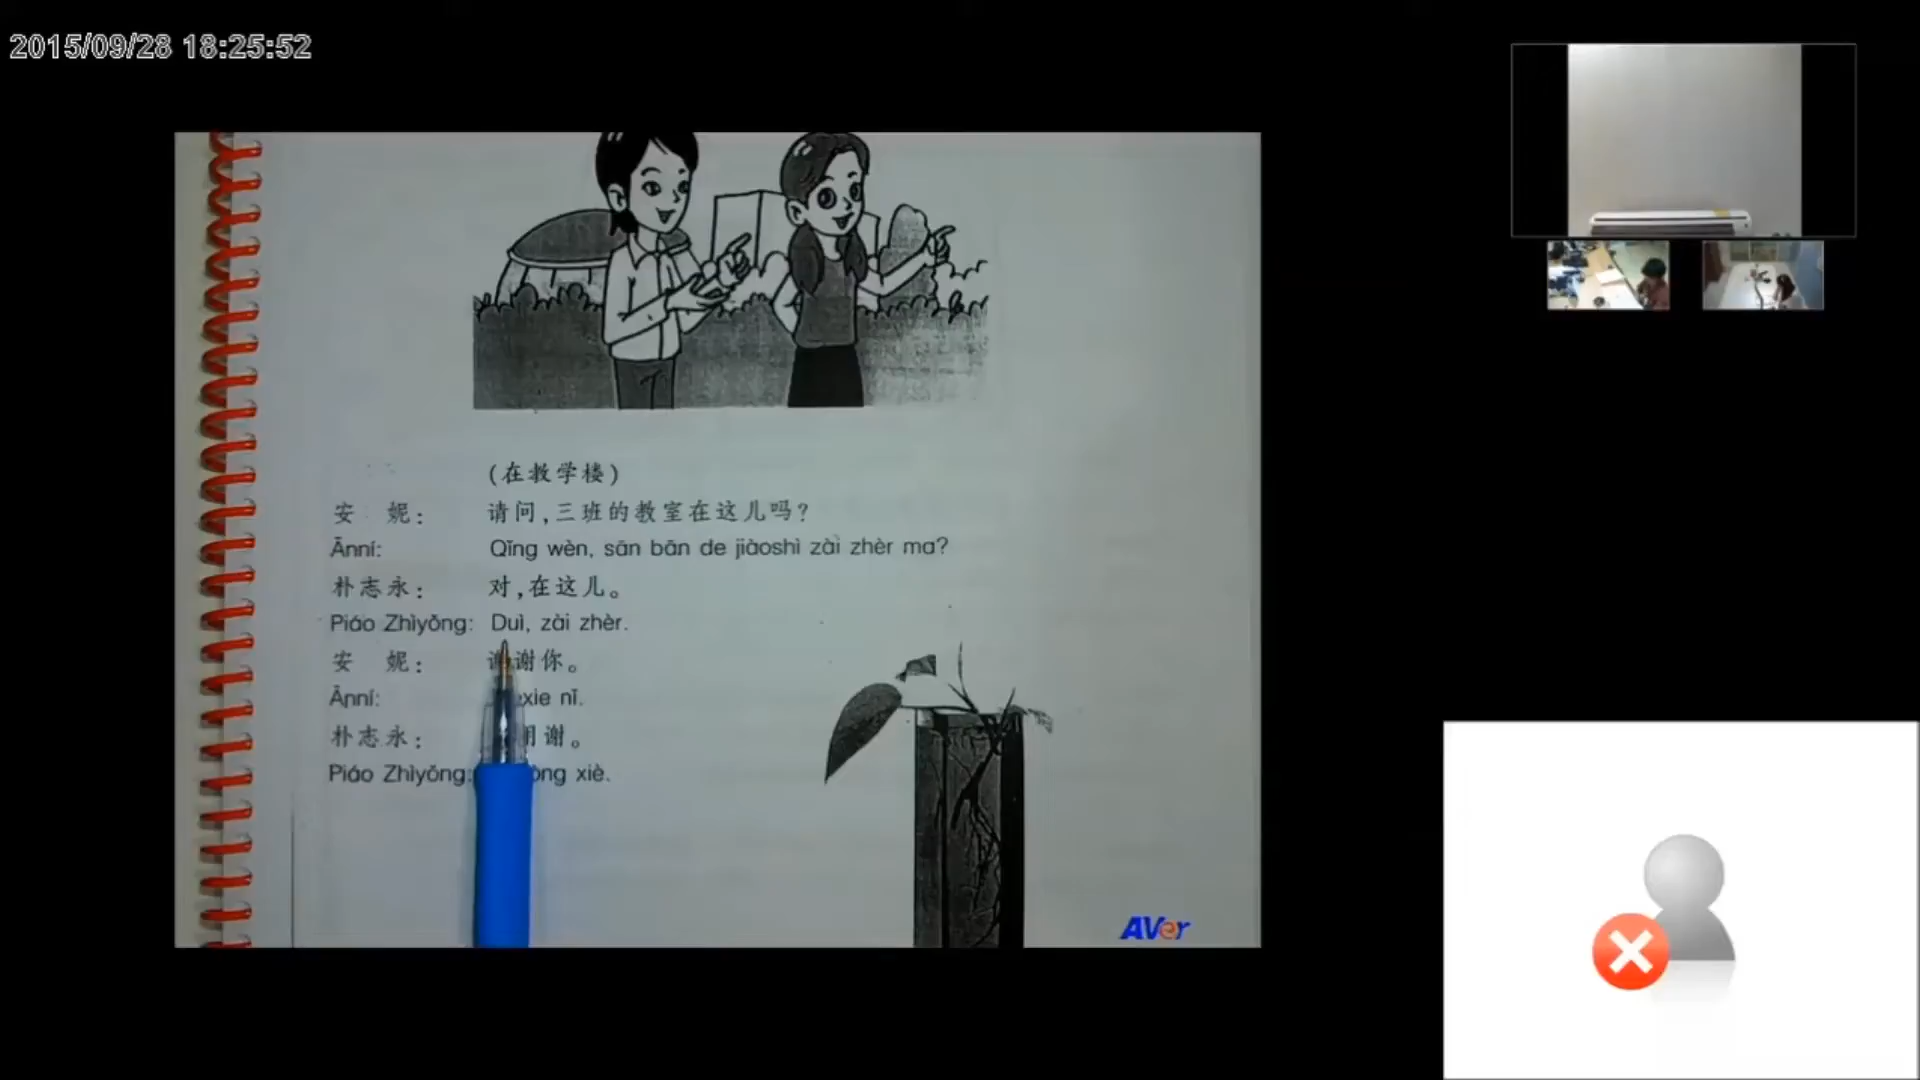 2015/09/28 18:25:52
(在教学楼)
安 妮: 请问,三班的教室在这儿吗?
Ānní: Qǐng wèn, sān bān de jiàoshì zài zhèr ma?
朴志永: 对,在这儿。
Piáo Zhìyǒng: Duì, zài zhèr.
安 妮: 谢谢你。
Ānní: xie nǐ.
朴志永: 用谢。
Piáo Zhìyǒng: xiè.
AVer